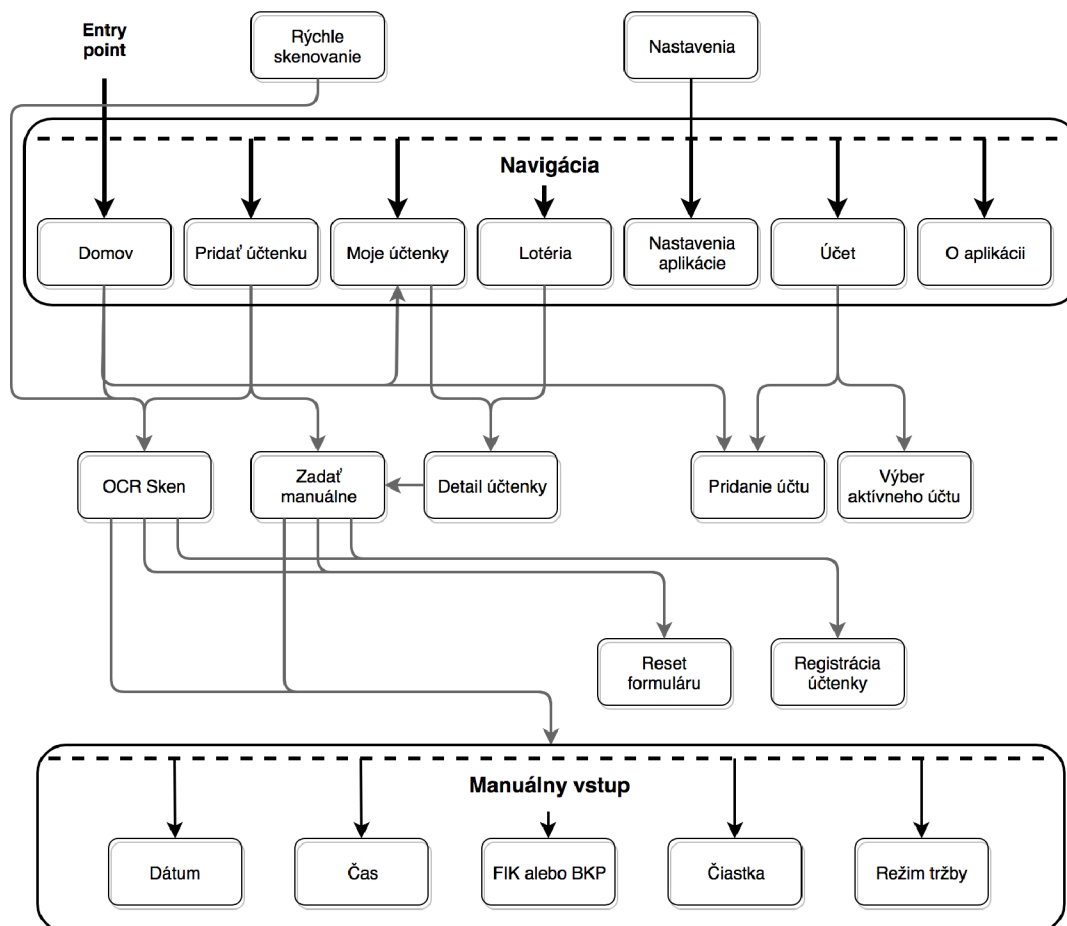 Entry
point
Rýchle
skenovanie
Nastavenia
Navigácia
Domov
Pridať účtenku
Moje účtenky
Lotéria
Nastavenia
aplikácie
Účet
O aplikácii
OCR Sken
Zadať
manuálne
Detail účtenky
Pridanie účtu
Výber
aktívneho účtu
Reset
formuláru
Registrácia
účtenky
Manuálny vstup
Dátum
Čas
FIK alebo BKP
Čiastka
Režim tržby